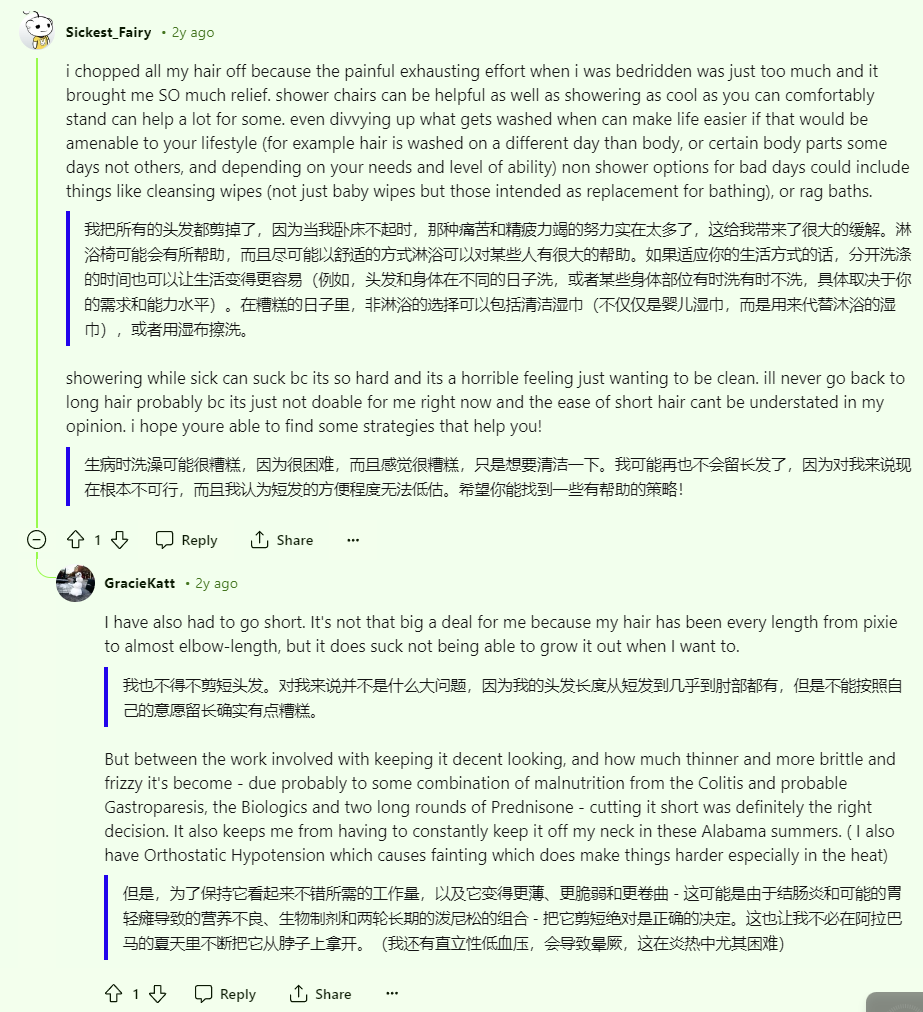 Sickest_Fairy • 2y ago
i chopped all my hair off because the painful exhausting effort when i was bedridden was just too much and it
brought me SO much relief. shower chairs can be helpful as well as showering as cool as you can comfortably
stand can help a lot for some. even divvying up what gets washed when can make life easier if that would be
amenable to your lifestyle (for example hair is washed on a different day than body, or certain body parts some
days not others, and depending on your needs and level of ability) non shower options for bad days could include
things like cleansing wipes (not just baby wipes but those intended as replacement for bathing), or rag baths.
我把所有的头发都剪掉了，因为当我卧床不起时，那种痛苦和精疲力竭的努力实在太多了，这给我带来了很大的缓解。淋
浴椅可能会有所帮助，而且尽可能以舒适的方式淋浴可以对某些人有很大的帮助。如果适应你的生活方式的话，分开洗涤
的时间也可以让生活变得更容易（例如，头发和身体在不同的日子洗，或者某些身体部位有时洗有时不洗，具体取决于你
的需求和能力水平）。在糟糕的日子里，非淋浴的选择可以包括清洁湿巾（不仅仅是婴儿湿巾，而是用来代替沐浴的湿
巾），或者用湿布擦洗。
showering while sick can suck bc its so hard and its a horrible feeling just wanting to be clean. ill never go back to
long hair probably bc its just not doable for me right now and the ease of short hair cant be understated in my
opinion. i hope youre able to find some strategies that help you!
生病时洗澡可能很糟糕，因为很困难，而且感觉很糟糕，只是想要清洁一下。我可能再也不会留长发了，因为对我来说现
在根本不可行，而且我认为短发的方便程度无法低估。希望你能找到一些有帮助的策略！
1 Reply Share ...
GracieKatt • 2y ago
I have also had to go short. It's not that big a deal for me because my hair has been every length from pixie
to almost elbow-length, but it does suck not being able to grow it out when I want to.
我也不得不剪短头发。对我来说并不是什么大问题，因为我的头发长度从短发到几乎到肘部都有，但是不能按照自
己的意愿留长确实有点糟糕。
But between the work involved with keeping it decent looking, and how much thinner and more brittle and
frizzy it's become - due probably to some combination of malnutrition from the Colitis and probable
Gastroparesis, the Biologics and two long rounds of Prednisone - cutting it short was definitely the right
decision. It also keeps me from having to constantly keep it off my neck in these Alabama summers. ( I also
have Orthostatic Hypotension which causes fainting which does make things harder especially in the heat)
但是，为了保持它看起来不错所需的工作量，以及它变得更薄、更脆弱和更卷曲 - 这可能是由于结肠炎和可能的胃
轻瘫导致的营养不良、生物制剂和两轮长期的泼尼松的组合 - 把它剪短绝对是正确的决定。这也让我不必在阿拉巴
马的夏天里不断把它从脖子上拿开。（我还有直立性低血压，会导致晕厥，这在炎热中尤其困难）
1 Reply Share ...